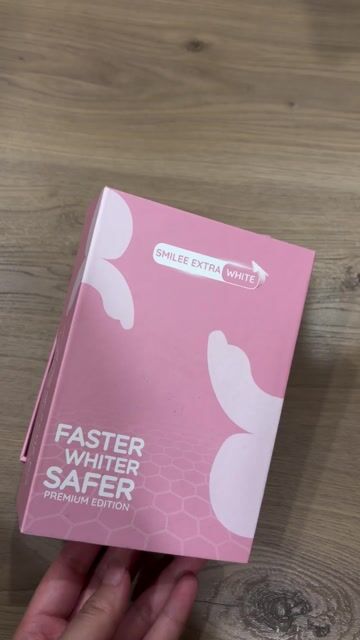 SMILEE EXTRA WHITE
FASTER
WHITER
SAFER
PREMIUM EDITION